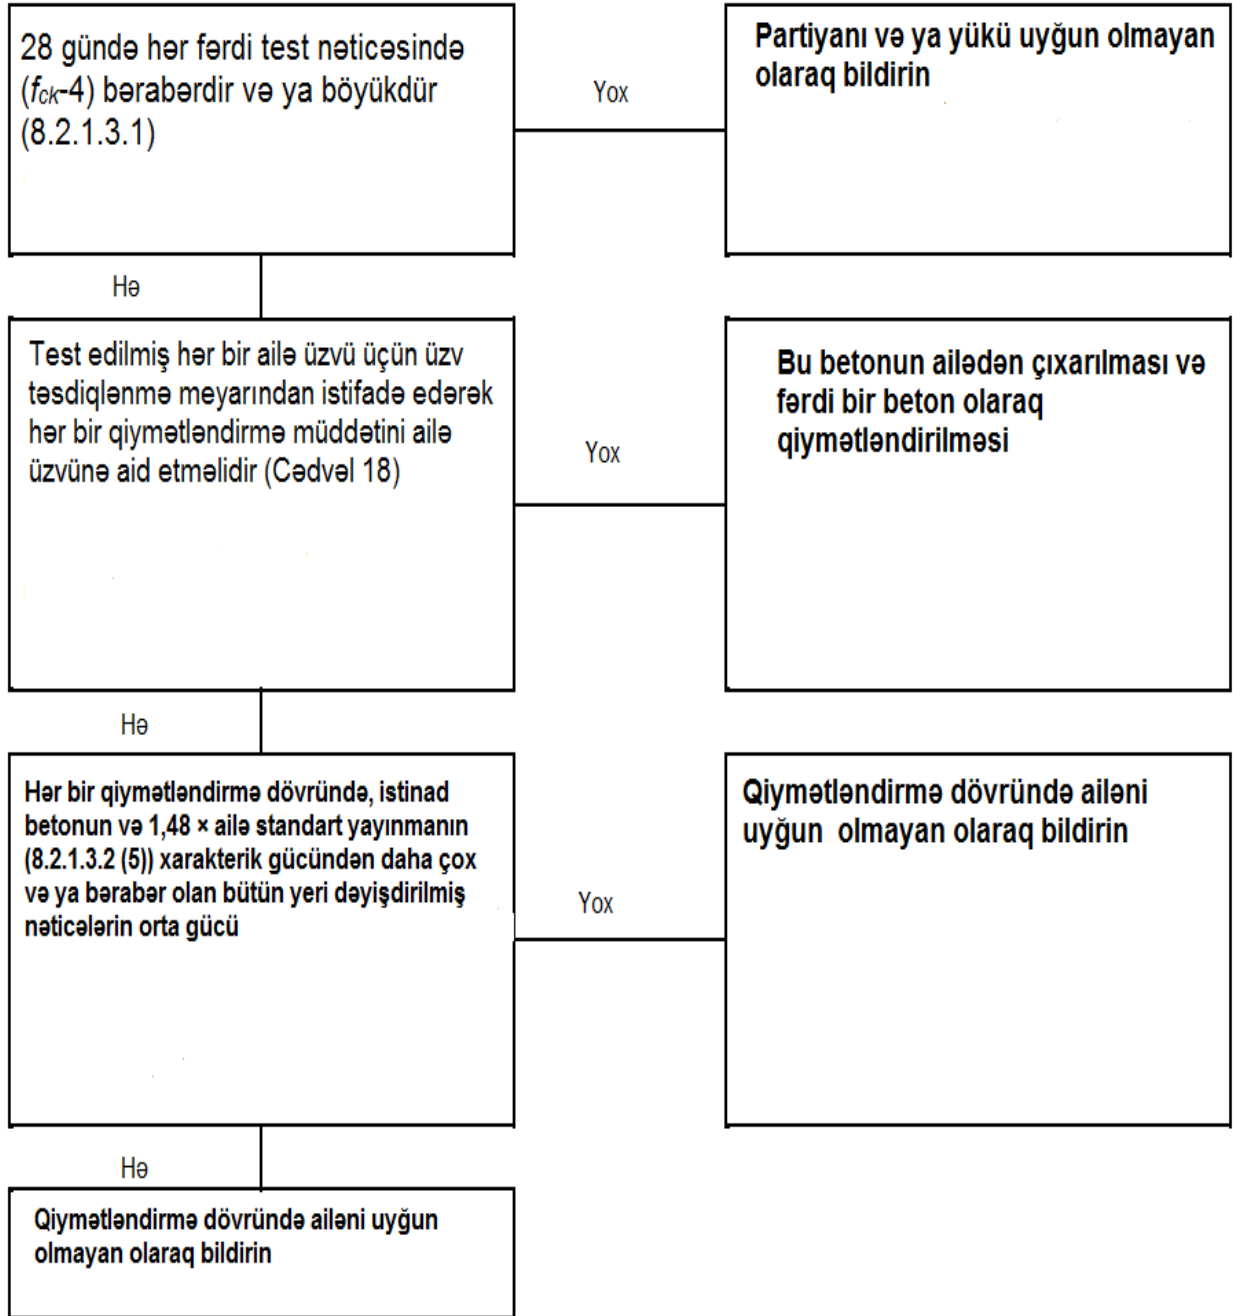 28 gündə hər fərdi test nəticəsində
(fck-4) bərabərdir və ya böyükdür
(8.2.1.3.1)
Yox
Partiyanı və ya yükü uyğun olmayan
olaraq bildirin
Hə
Test edilmiş hər bir ailə üzvü üçün üzv
təsdiqlənmə meyarından istifadə edərək
hər bir qiymətləndirmə müddətini ailə
üzvünə aid etməlidir (Cədvəl 18)
Yox
Bu betonun ailədən çıxarılması və
fərdi bir beton olaraq
qiymətləndirilməsi
Hə
Hər bir qiymətləndirmə dövründə, istinad
betonun və 1,48 × ailə standart yayınmanın
(8.2.1.3.2 (5)) xarakterik gücündən daha çox
və ya bərabər olan bütün yeri dəyişdirilmiş
nəticələrin orta gücü
Yox
Qiymətləndirmə dövründə ailəni
uyğun olmayan olaraq bildirin
Hə
Qiymətləndirmə dövründə ailəni uyğun
olmayan olaraq bildirin